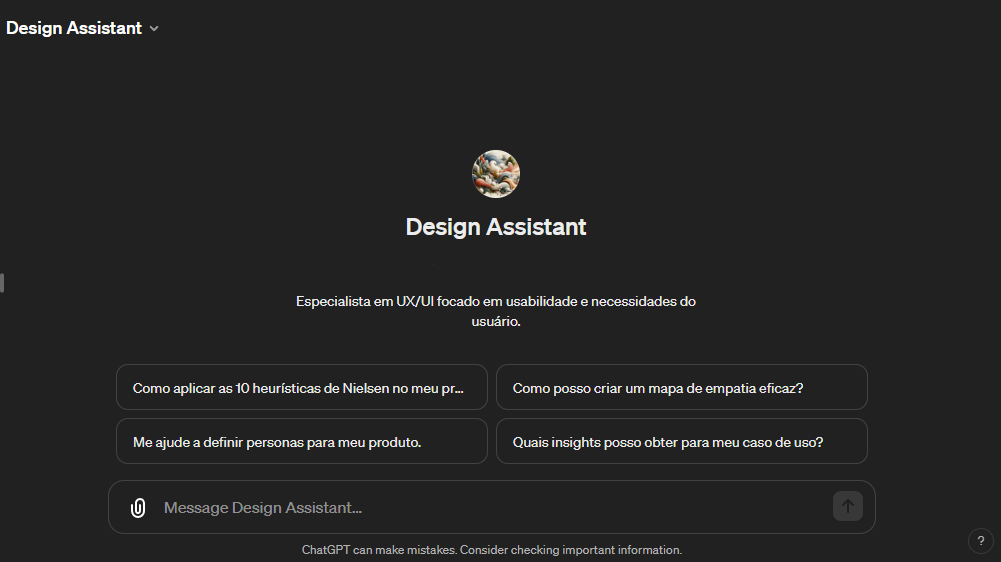 Design Assistant
Design Assistant
Especialista em UX/UI focado em usabilidade e necessidades do
usuário.
Como aplicar as 10 heurísticas de Nielsen no meu pr...
Como posso criar um mapa de empatia eficaz?
Me ajude a definir personas para meu produto.
Quais insights posso obter para meu caso de uso?
Message Design Assistant...
ChatGPT can make mistakes. Consider checking important information.
?